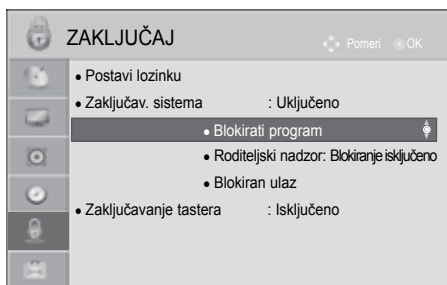 ZAKLJUČAJ
Pomeri OK
• Postavi lozinku
• Zaključav. sistema : Uključeno
• Blokirati program
• Roditeljski nadzor: Blokiranje isključeno
• Blokiran ulaz
• Zaključavanje tastera : Isključeno